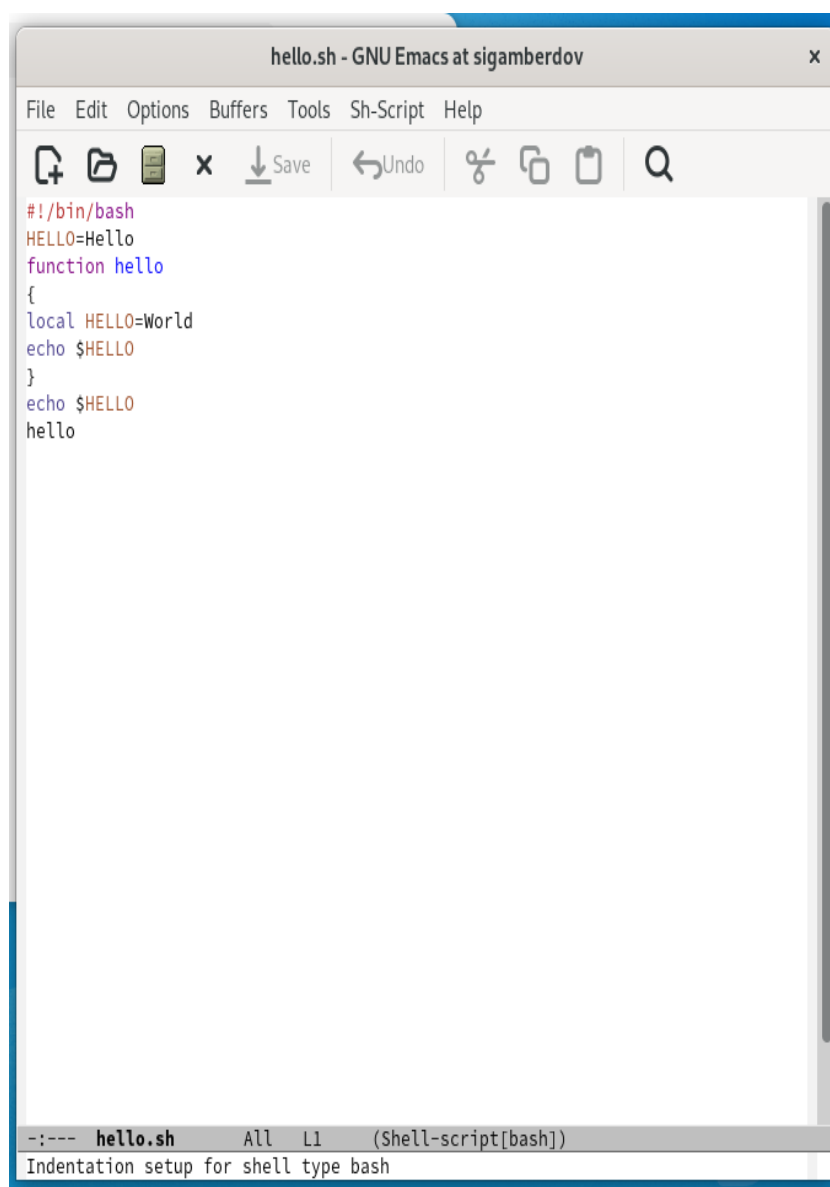 hello.sh - GNU Emacs at sigamberdov
File Edit Options Buffers Tools Sh-Script Help
Save Undo
#!/bin/bash
HELLO=Hello
function hello
{
local HELLO=World
echo $HELLO
}
echo $HELLO
hello
-:--- hello.sh All L1 (Shell-script[bash])
Indentation setup for shell type bash